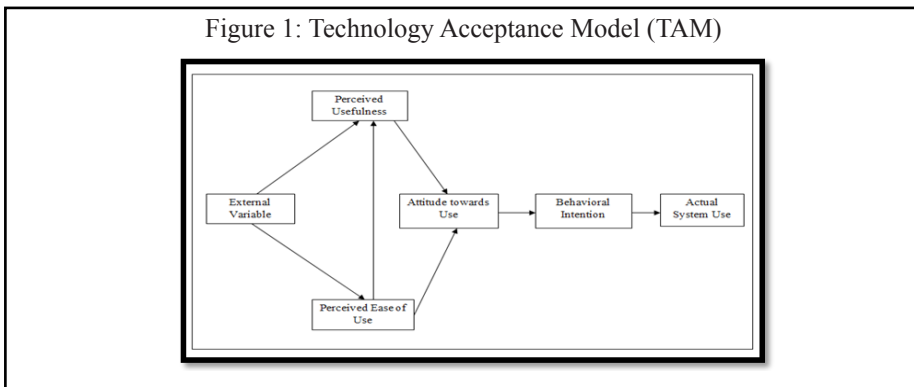 Figure 1: Technology Acceptance Model (TAM)
Perceived
Usefulness
External
Variable
Attitude towards
Use
Behavioral
Intention
Actual
System Use
Perceived Ease of
Use